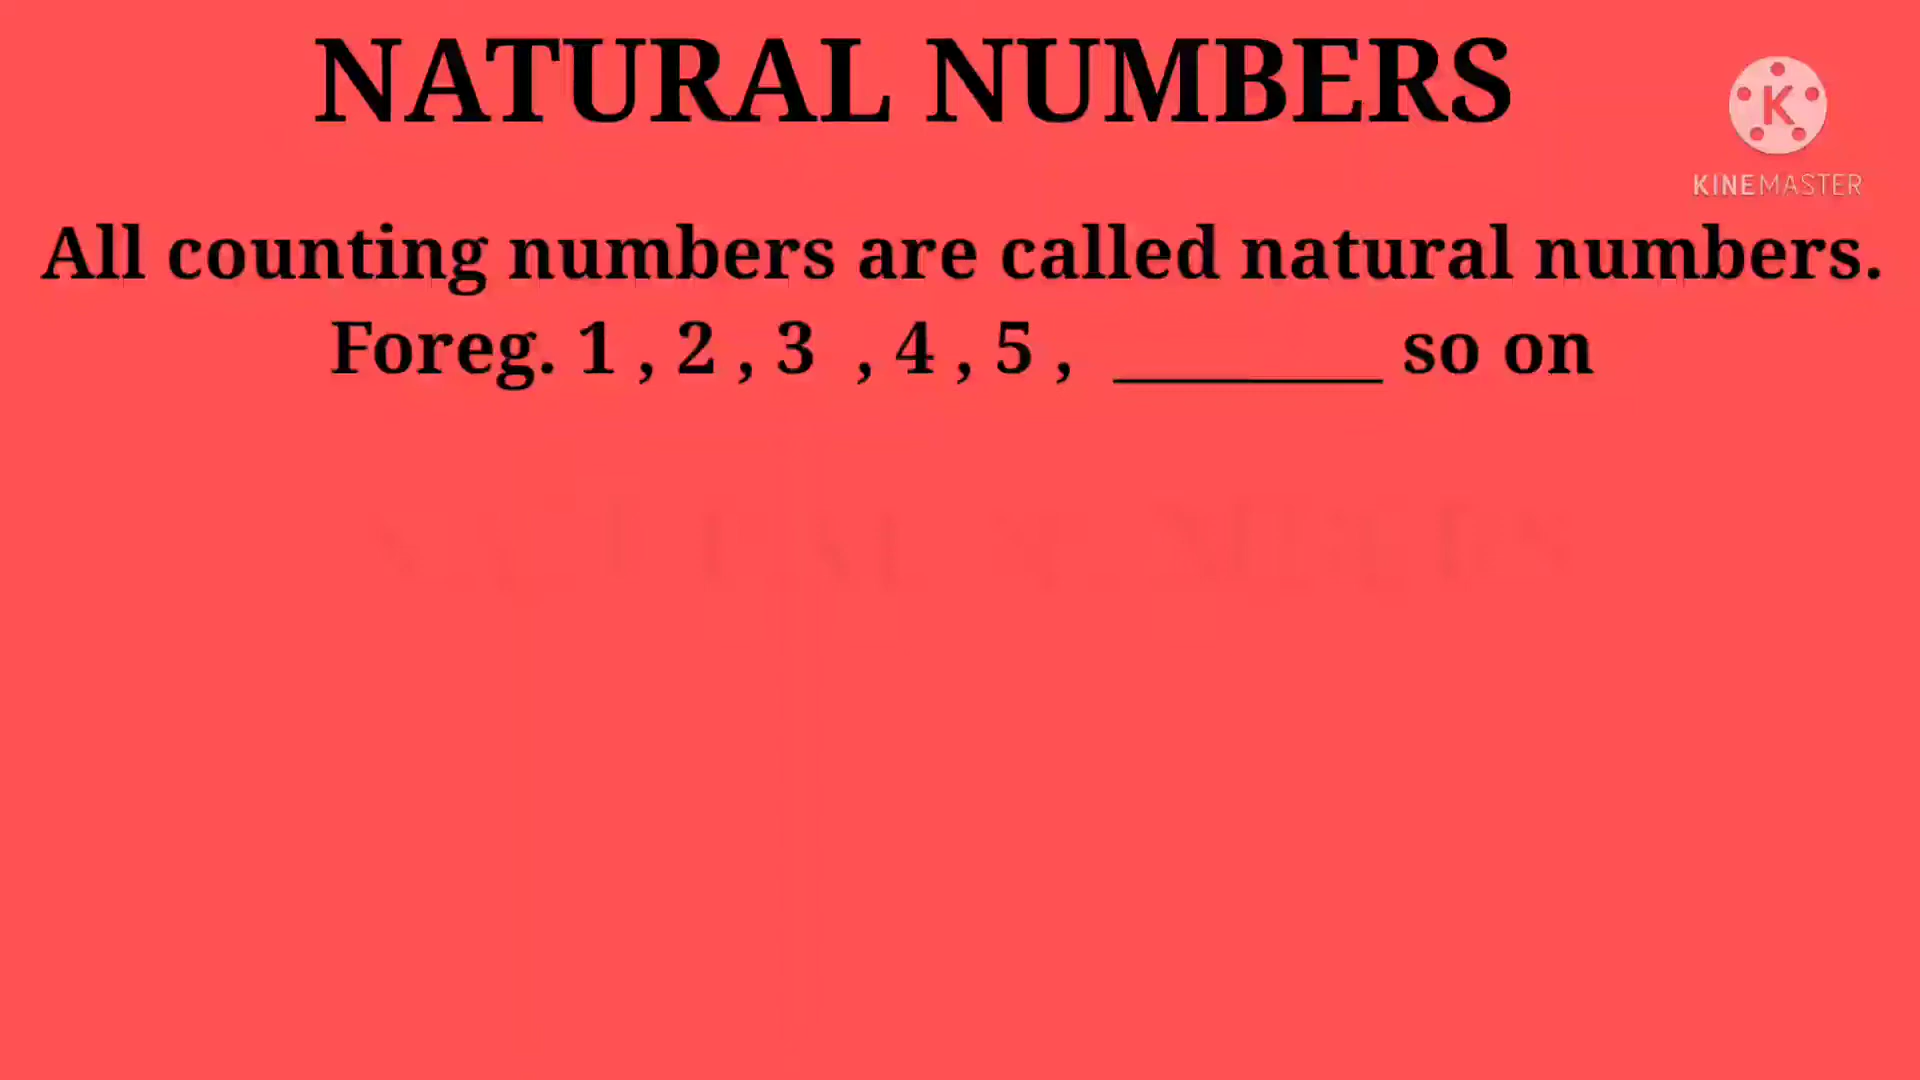 NATURAL NUMBERS
K
KINEMASTER
All counting numbers are called natural numbers.
Foreg. 1 , 2 , 3  , 4 , 5 ,  ________ so on